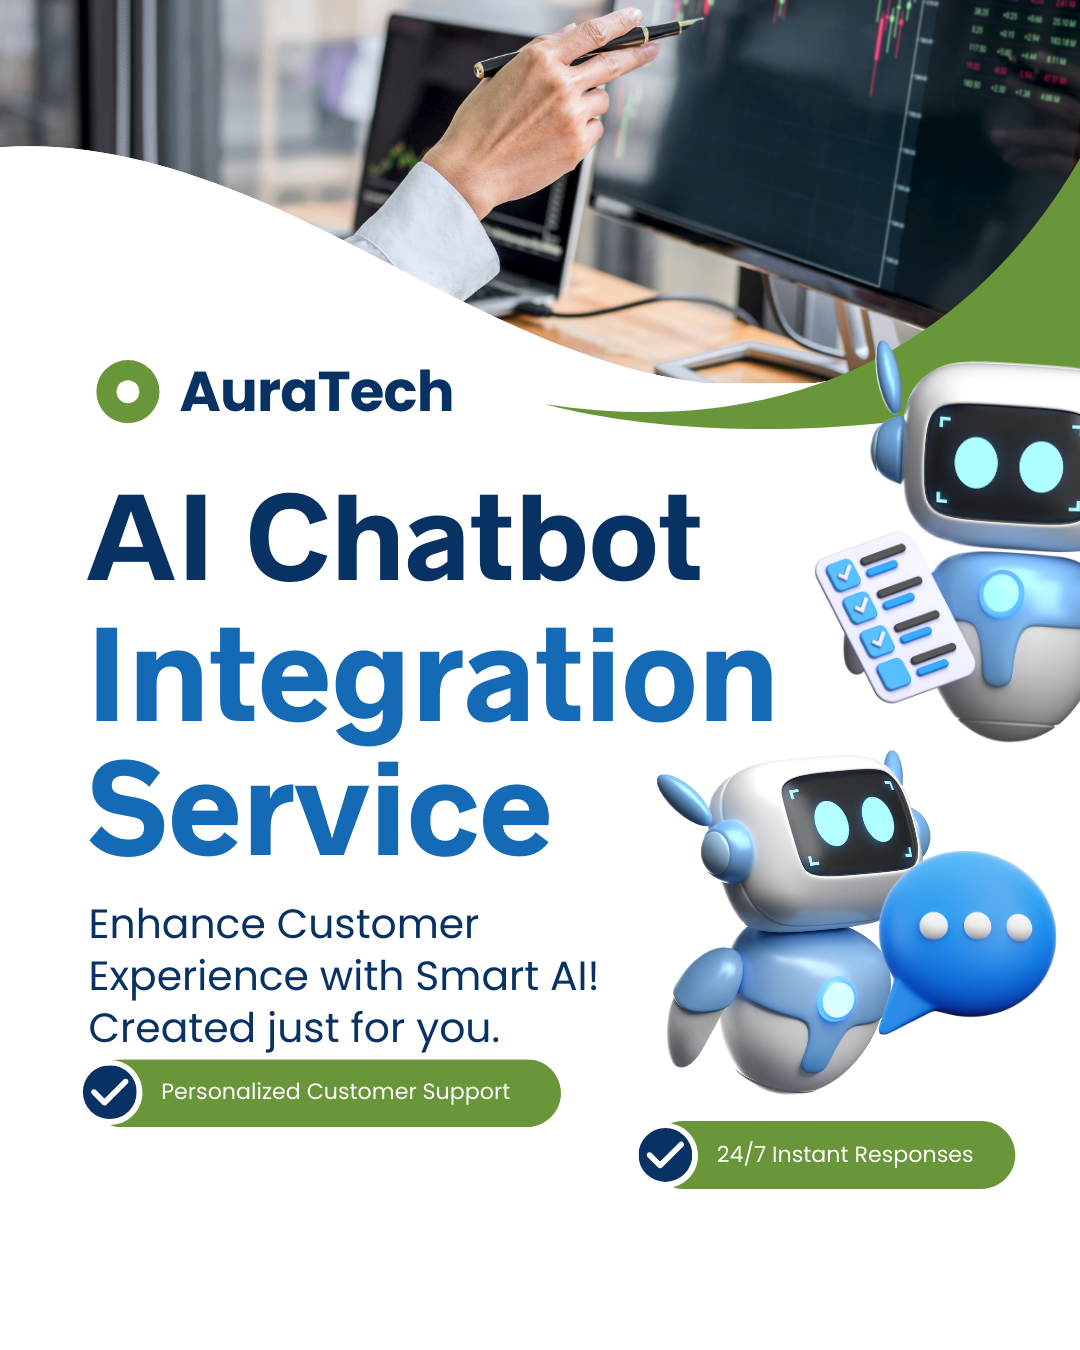 AuraTech
AI Chatbot
Integration
Service
Enhance Customer
Experience with Smart AI!
Created just for you.
Personalized Customer Support
24/7 Instant Responses